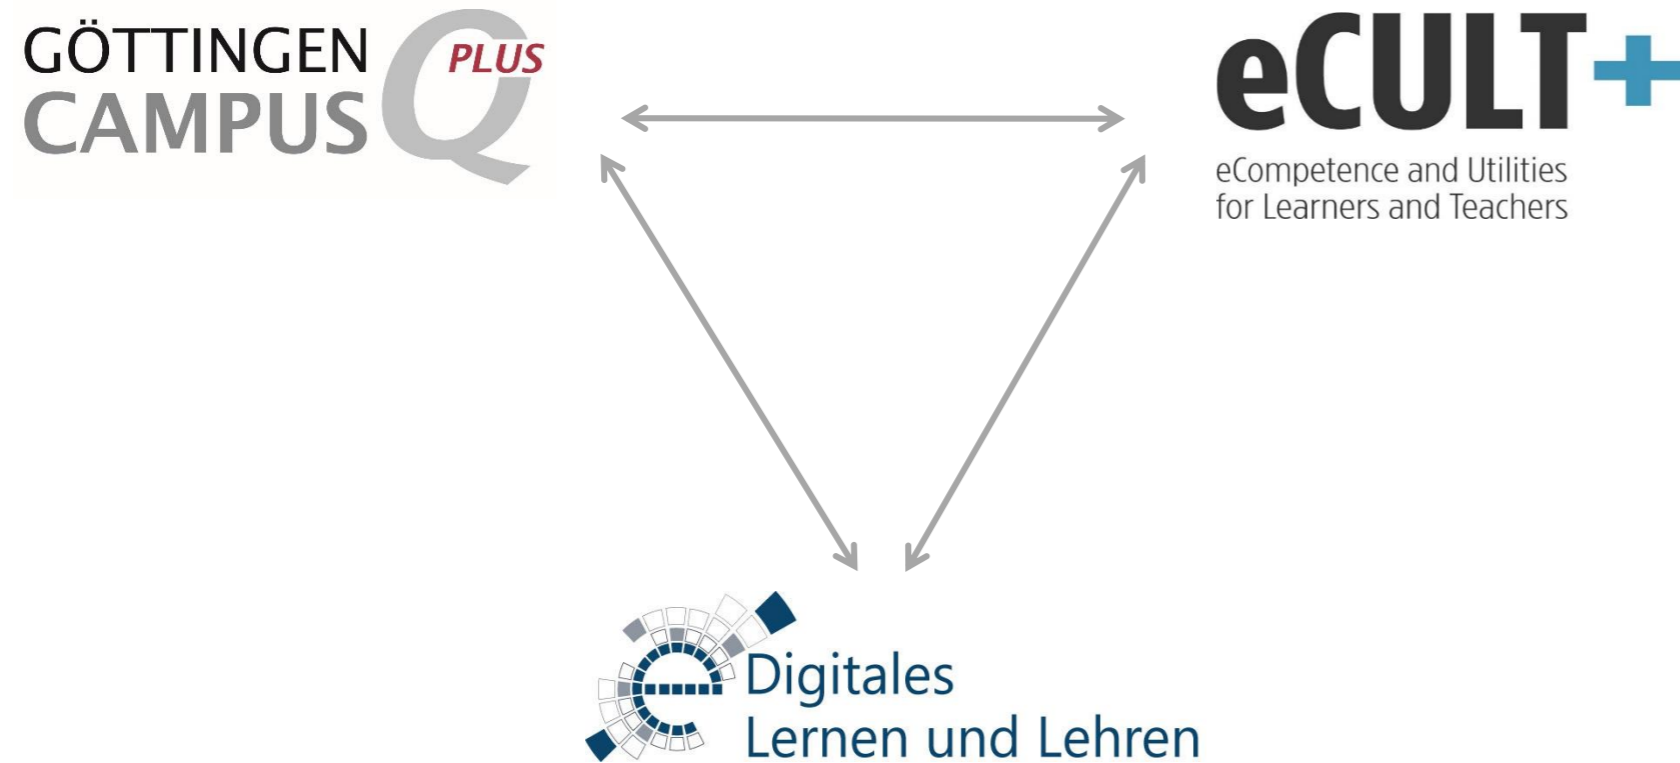 GÖTTINGEN
CAMPUS Q PLUS
eCULT+
eCompetence and Utilities
for Learners and Teachers
e Digitales
Lernen und Lehren